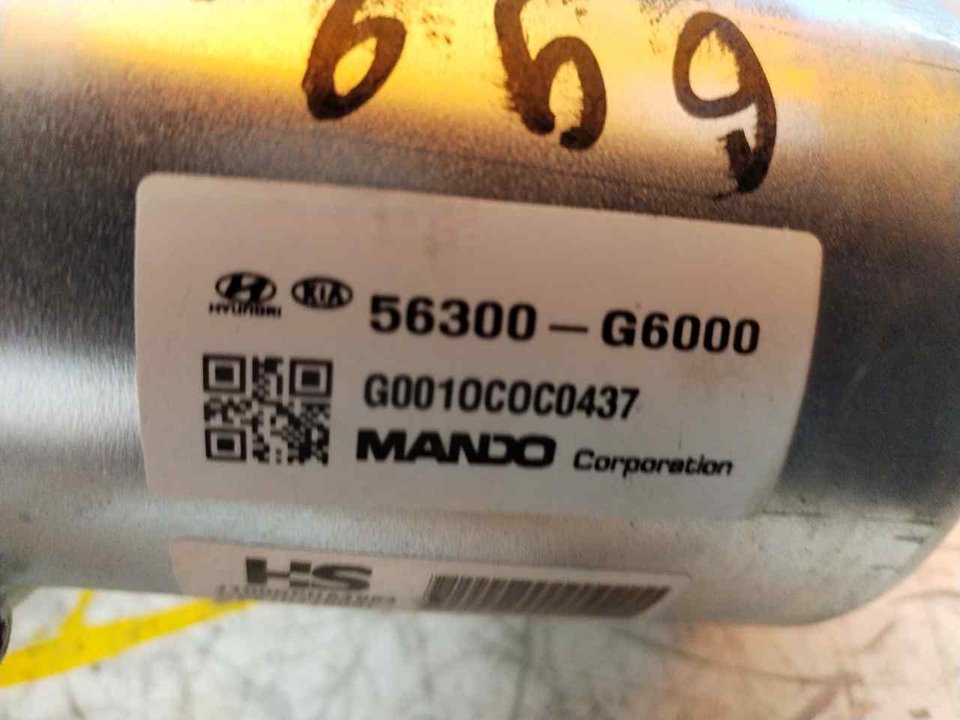 669
HYUNDAI KIA 56300-G6000
G0010C0C0437
MANDO Corporation
HS